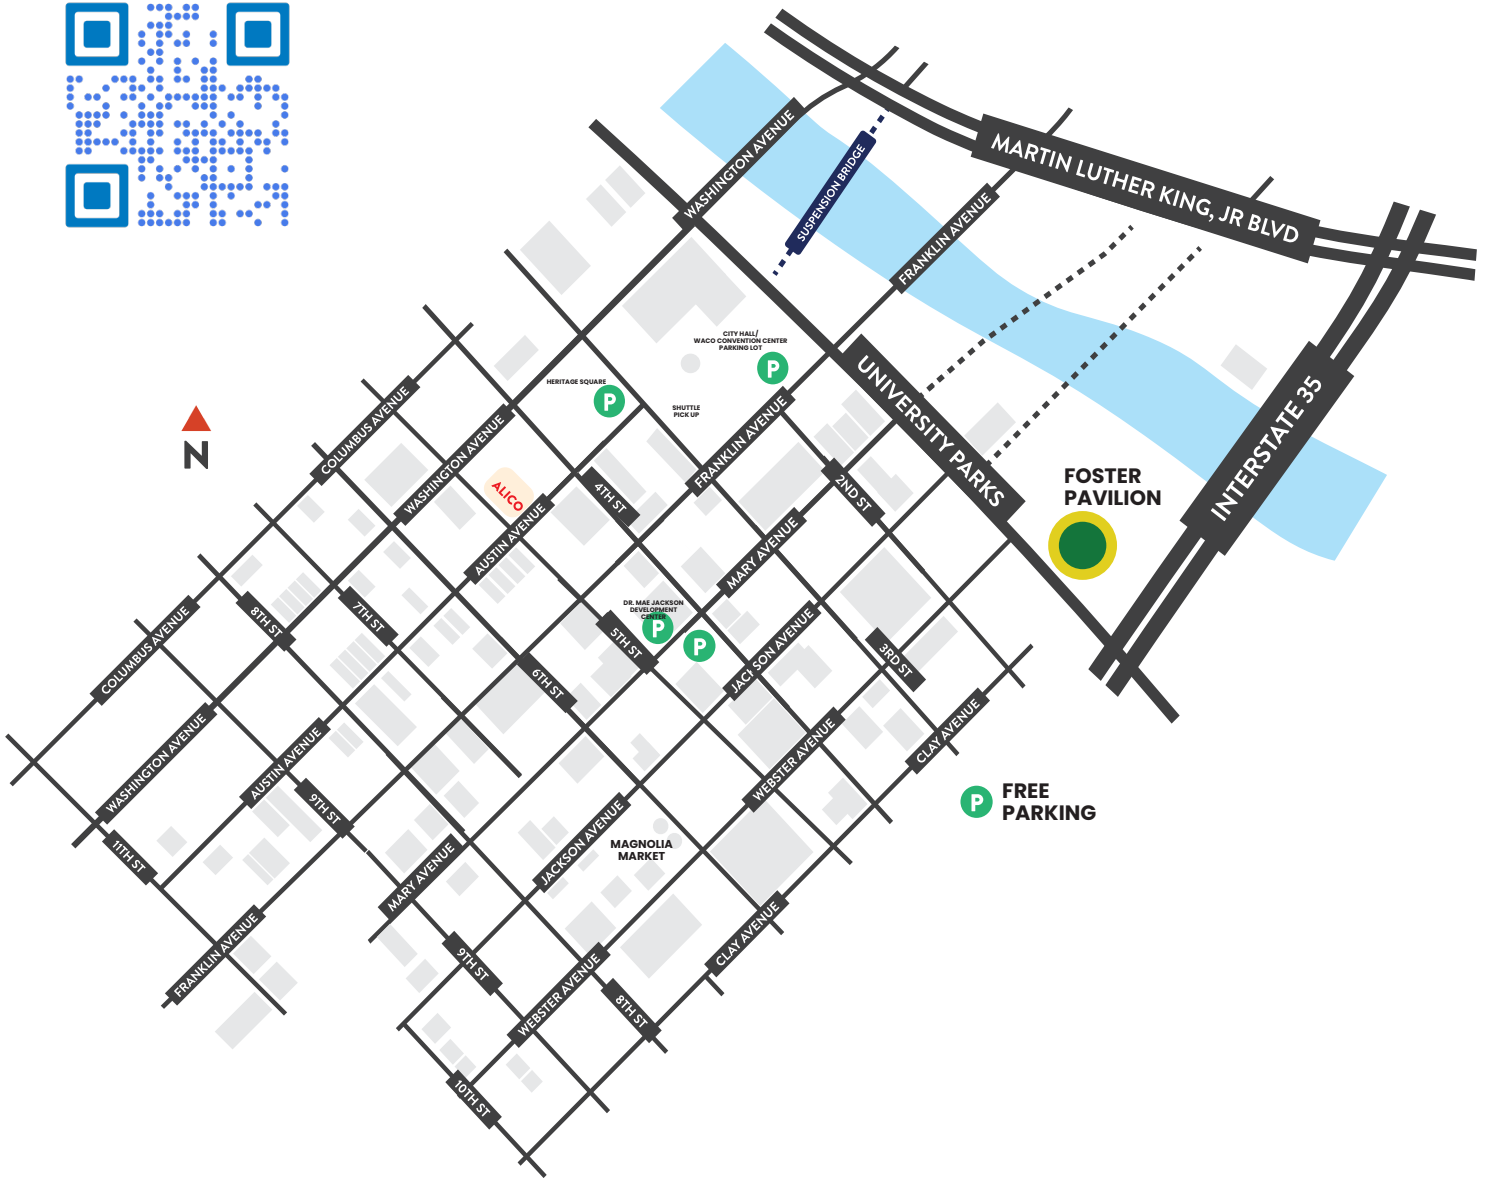 MARTIN LUTHER KING, JR BLVD
WASHINGTON AVENUE
SUSPENSION BRIDGE
FRANKLIN AVENUE
CITY HALL/
WACO CONVENTION CENTER
PARKING LOT
P
HERITAGE SQUARE
P
SHUTTLE
PICK UP
UNIVERSITY PARKS
INTERSTATE 35
COLUMBUS AVENUE
WASHINGTON AVENUE
FRANKLIN AVENUE
N
ALICO
4TH ST
2ND ST
FOSTER
PAVILION
AUSTIN AVENUE
MARY AVENUE
DR. MAE JACKSON
DEVELOPMENT
CENTER
P
P
8TH ST
7TH ST
5TH ST
JACKSON AVENUE
3RD ST
COLUMBUS AVENUE
6TH ST
WASHINGTON AVENUE
AUSTIN AVENUE
WEBSTER AVENUE
CLAY AVENUE
9TH ST
P
FREE
PARKING
11TH ST
MARY AVENUE
JACKSON AVENUE
MAGNOLIA
MARKET
FRANKLIN AVENUE
9TH ST
CLAY AVENUE
WEBSTER AVENUE
8TH ST
10TH ST